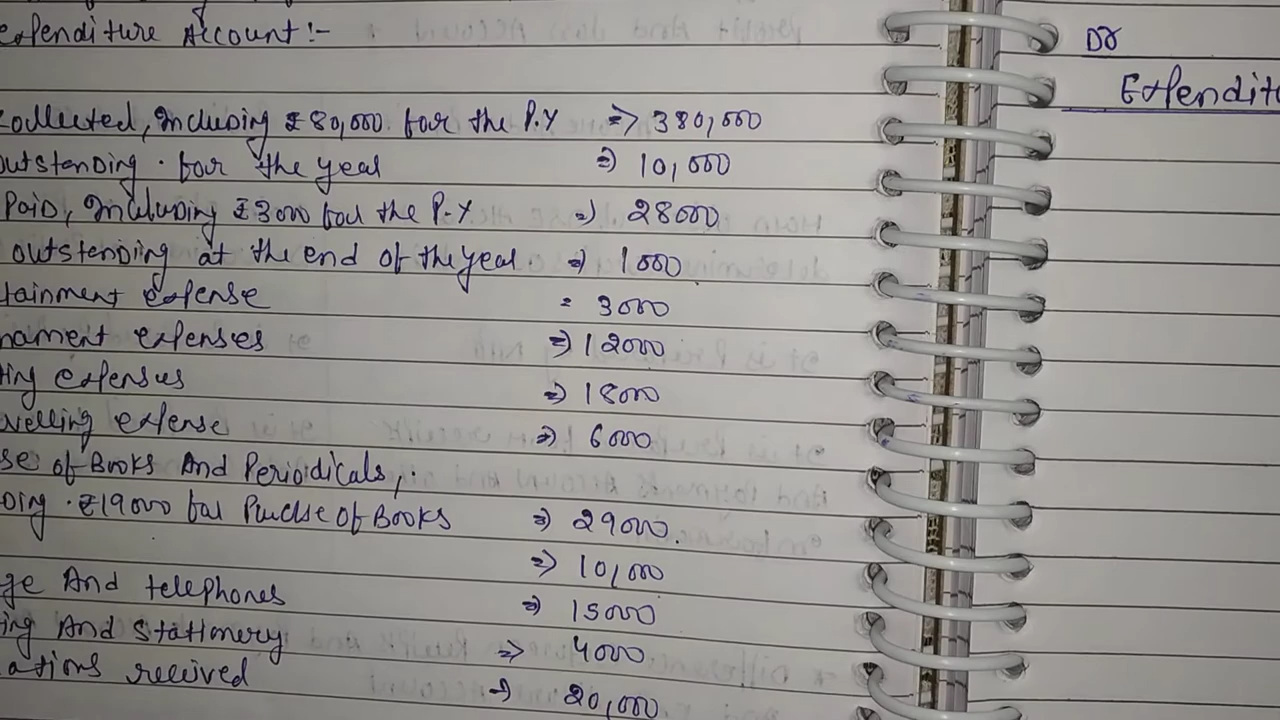 expenditure Account:-
collected, including ₹80,000 for the P.Y => 380,000
outstanding . for the year => 10,000
Paid, Including ₹3000 for the P.Y. => 28000
outstending at the end of the year => 1000
tainment expense = 3000
nament expenses => 12000
ting expenses => 18000
velling expense => 6000
se of Books And Periodicals,
ding . ₹19000 for Puchse of Books => 29000.
=> 10,000
ge And telephones => 15000
ing And Stationery => 4000
ations received => 20,000
Dr
Expendit